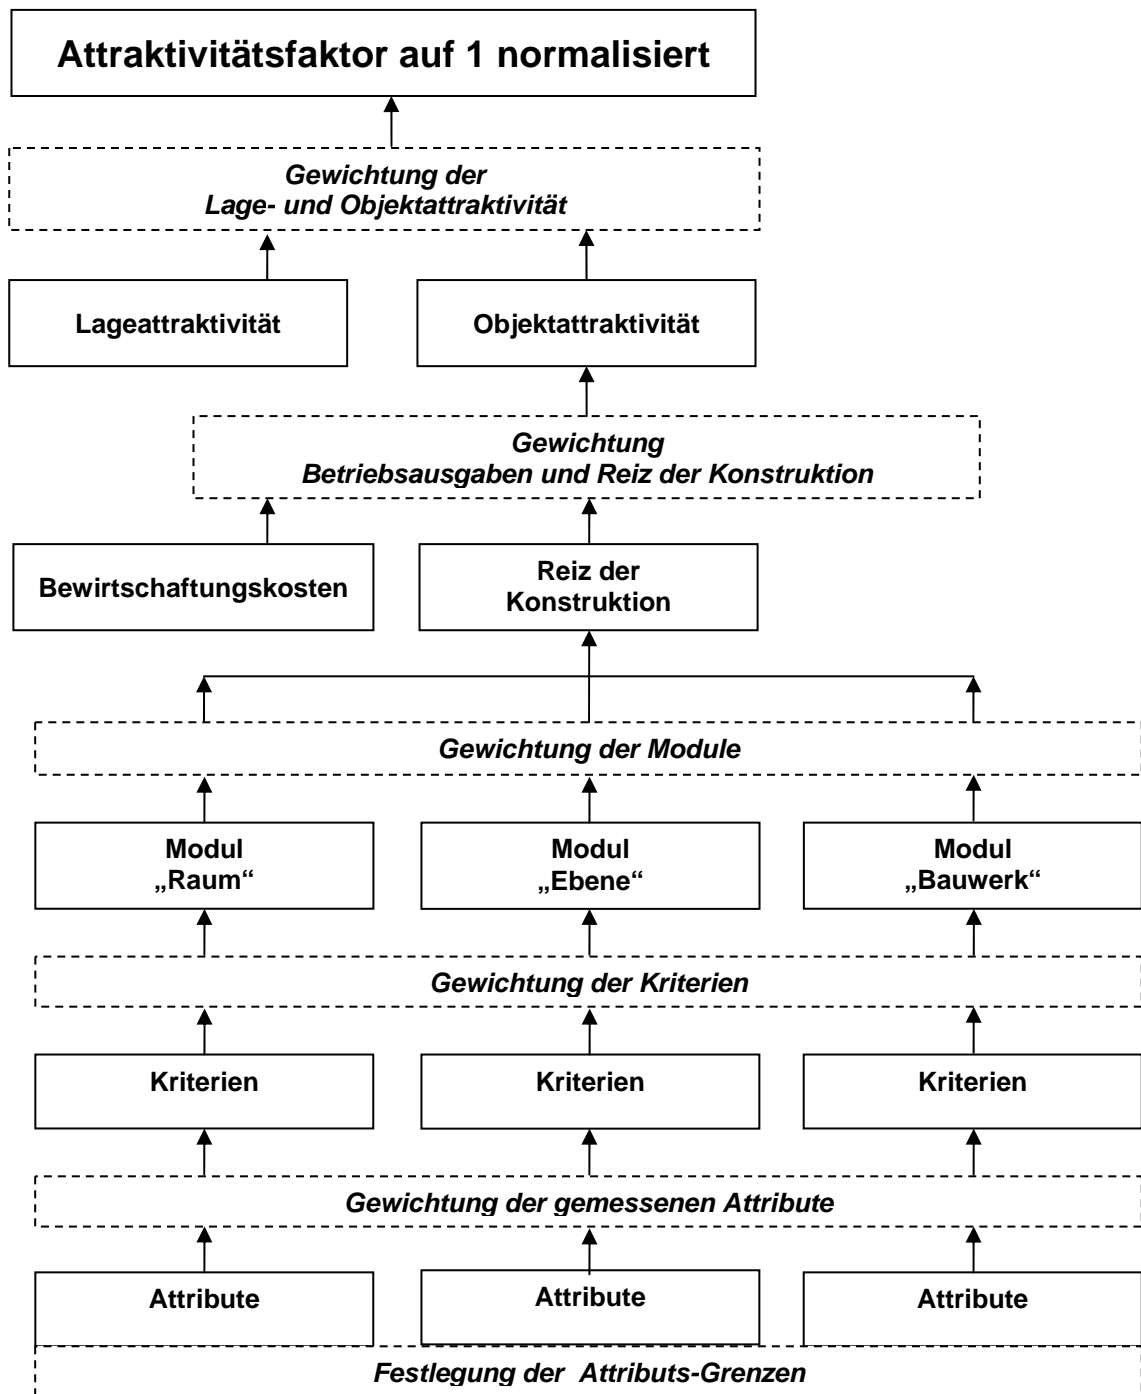 Attraktivitätsfaktor auf 1 normalisiert
Gewichtung der
Lage- und Objektattraktivität
Lageattraktivität
Objektattraktivität
Gewichtung
Betriebsausgaben und Reiz der Konstruktion
Bewirtschaftungskosten
Reiz der
Konstruktion
Gewichtung der Module
Modul
„Raum“
Modul
„Ebene“
Modul
„Bauwerk“
Gewichtung der Kriterien
Kriterien
Kriterien
Kriterien
Gewichtung der gemessenen Attribute
Attribute
Attribute
Attribute
Festlegung der  Attributs-Grenzen